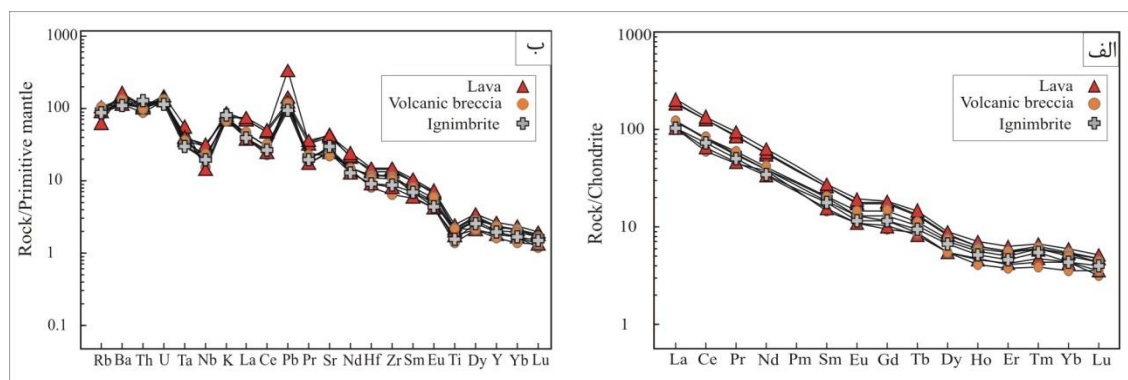 ب
Rock/Primitive mantle
1000
100
10
1
0.1
Lava
Volcanic breccia
Ignimbrite
Rb Ba Th U Ta Nb K La Ce Pb Pr Sr Nd Hf Zr Sm Eu Ti Dy Y Yb Lu
الف
Rock/Chondrite
1000
100
10
1
Lava
Volcanic breccia
Ignimbrite
La Ce Pr Nd Pm Sm Eu Gd Tb Dy Ho Er Tm Yb Lu